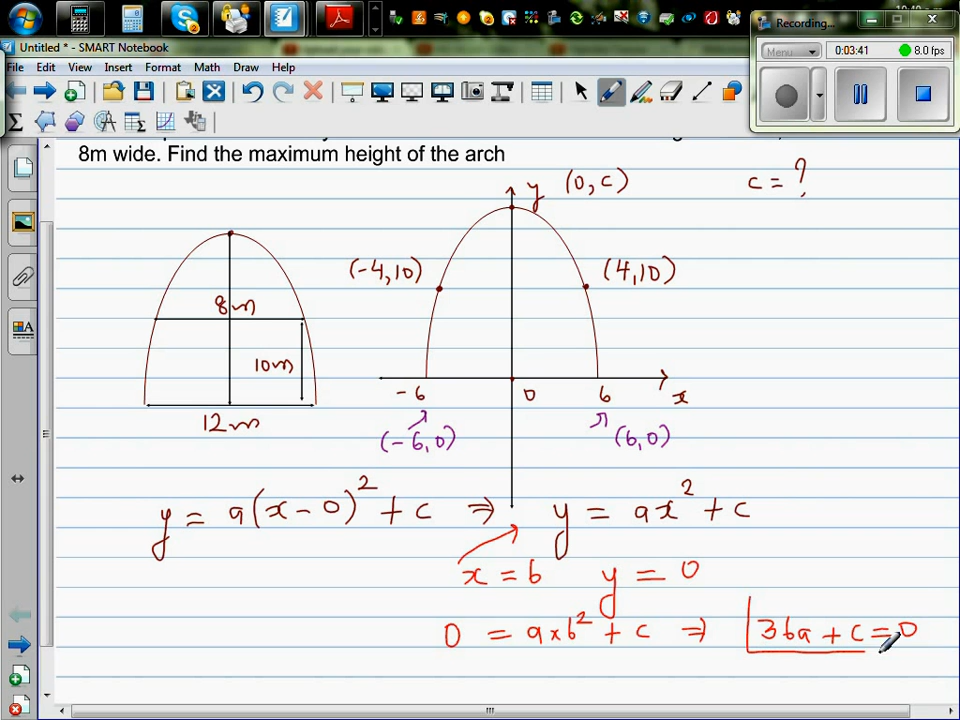 Untitled * - SMART Notebook
Recording...
File Edit View Insert Format Math Draw Help
Menu
0:03:41
8.0 fps
8m wide. Find the maximum height of the arch
y (0, c)
c = ?
(-4,10)
(4,10)
8m
10m
12m
-6
0
6
x
(-6,0)
(6,0)
y = a(x-0)² + c ⇒ y = ax² + c
x = 6 y = 0
0 = a×6² + c ⇒ 36a + c = 0